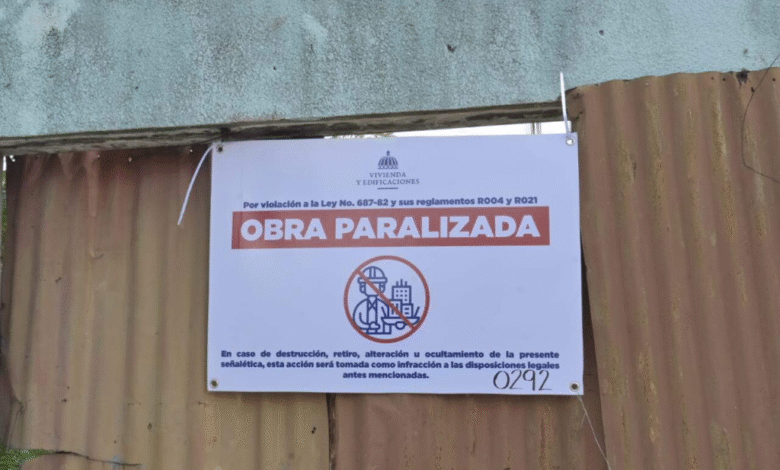 VIVIENDA
Y EDIFICACIONES
Por violación a la Ley No. 687-82 y sus reglamentos R004 y R021
OBRA PARALIZADA
En caso de destrucción, retiro, alteración u ocultamiento de la presente
señalética, esta acción será tomada como infracción a las disposiciones legales
antes mencionadas.
0292